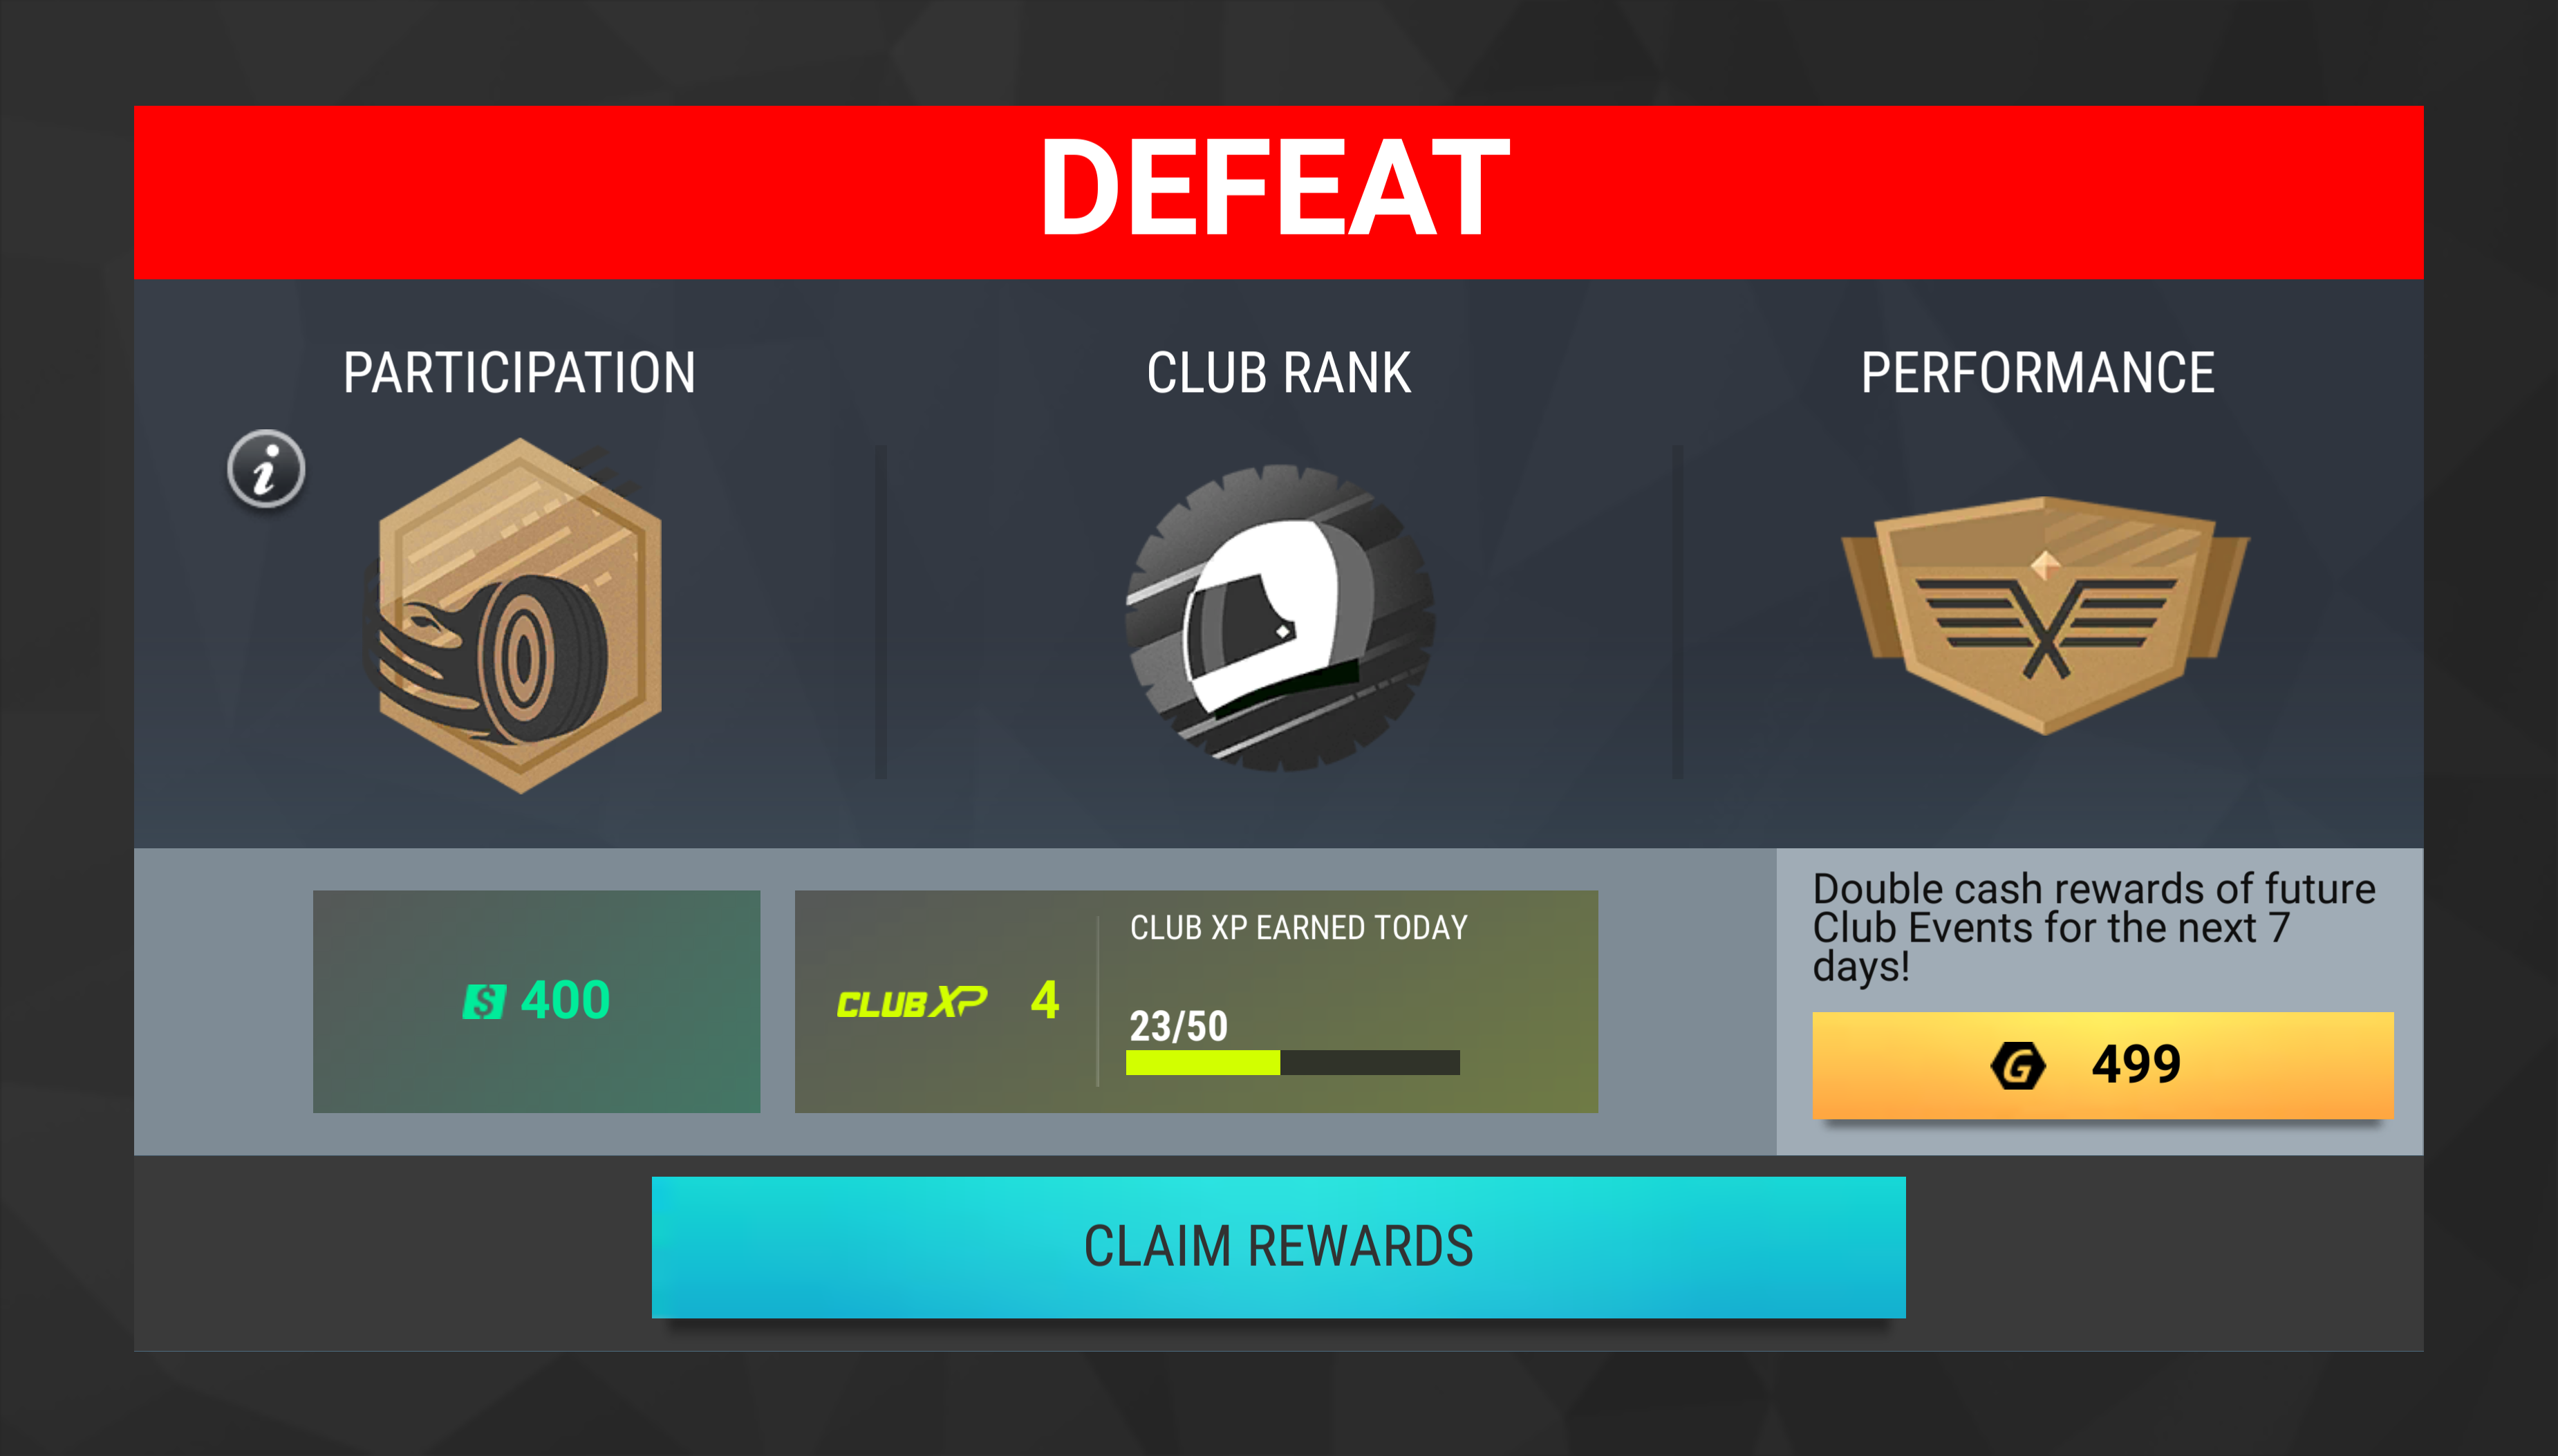 DEFEAT
PARTICIPATION
CLUB RANK
PERFORMANCE
i
$ 400
CLUB XP 4
CLUB XP EARNED TODAY
23/50
Double cash rewards of future
Club Events for the next 7
days!
G 499
CLAIM REWARDS